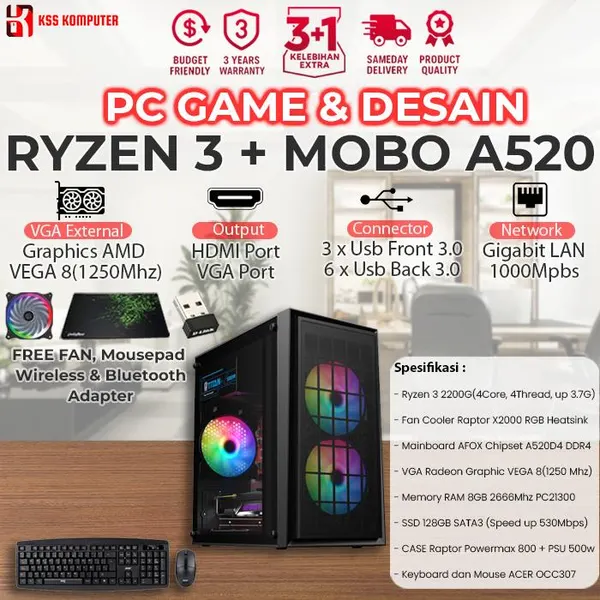 KSS KOMPUTER
BUDGET
FRIENDLY
3
3 YEARS
WARRANTY
3+1
KELEBIHAN
EXTRA
SAMEDAY
DELIVERY
PRODUCT
QUALITY
PC GAME & DESAIN
RYZEN 3 + MOBO A520
VGA External
Graphics AMD
VEGA 8(1250Mhz)
Output
HDMI Port
VGA Port
Connector
3 x Usb Front 3.0
6 x Usb Back 3.0
Network
Gigabit LAN
1000Mpbs
FREE FAN, Mousepad
Wireless & Bluetooth
Adapter
Spesifikasi :
- Ryzen 3 2200G(4Core, 4Thread, up 3.7G)
- Fan Cooler Raptor X2000 RGB Heatsink
- Mainboard AFOX Chipset A520D4 DDR4
- VGA Radeon Graphic VEGA 8(1250 Mhz)
- Memory RAM 8GB 2666Mhz PC21300
- SSD 128GB SATA3 (Speed up 530Mbps)
- CASE Raptor Powermax 800 + PSU 500w
- Keyboard dan Mouse ACER OCC307